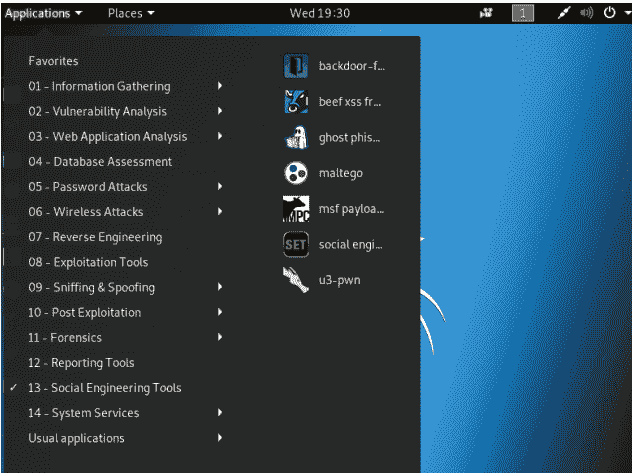 Applications Places Wed 19:30 1
Favorites
01 - Information Gathering
02 - Vulnerability Analysis
03 - Web Application Analysis
04 - Database Assessment
05 - Password Attacks
06 - Wireless Attacks
07 - Reverse Engineering
08 - Exploitation Tools
09 - Sniffing & Spoofing
10 - Post Exploitation
11 - Forensics
12 - Reporting Tools
13 - Social Engineering Tools
14 - System Services
Usual applications
backdoor-f...
beef xss fr...
ghost phis...
maltego
MPC
msf payloa...
SET
social engi...
u3-pwn